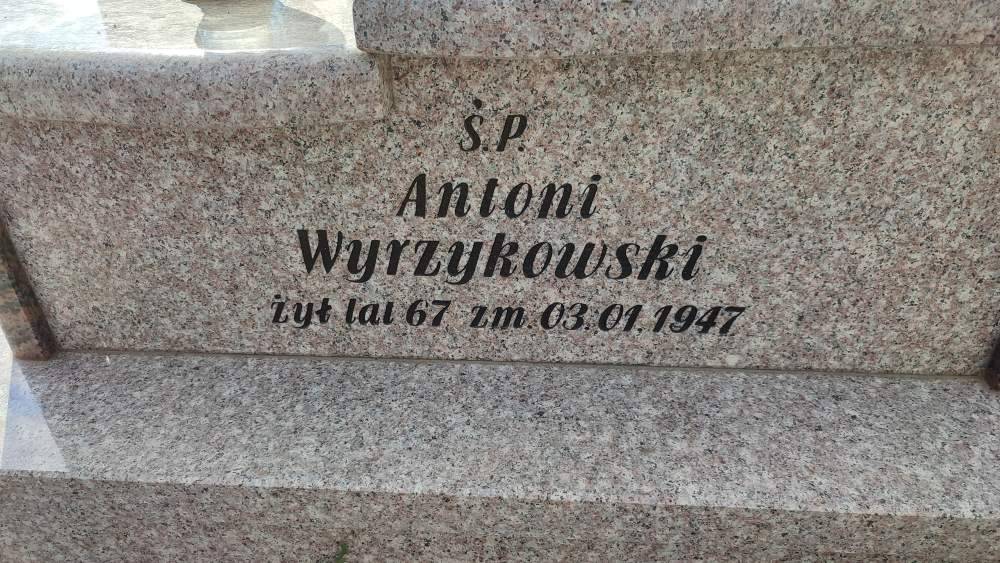 Ś.P.
Antoni
Wyrzykowski
żył lat 67 zm. 03.01.1947